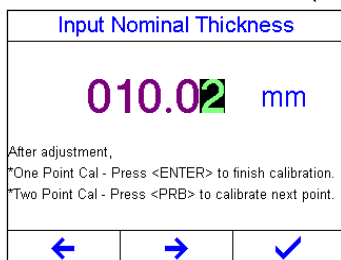 Input Nominal Thickness
010.02 mm
After adjustment,
*One Point Cal - Press <ENTER> to finish calibration.
*Two Point Cal - Press <PRB> to calibrate next point.